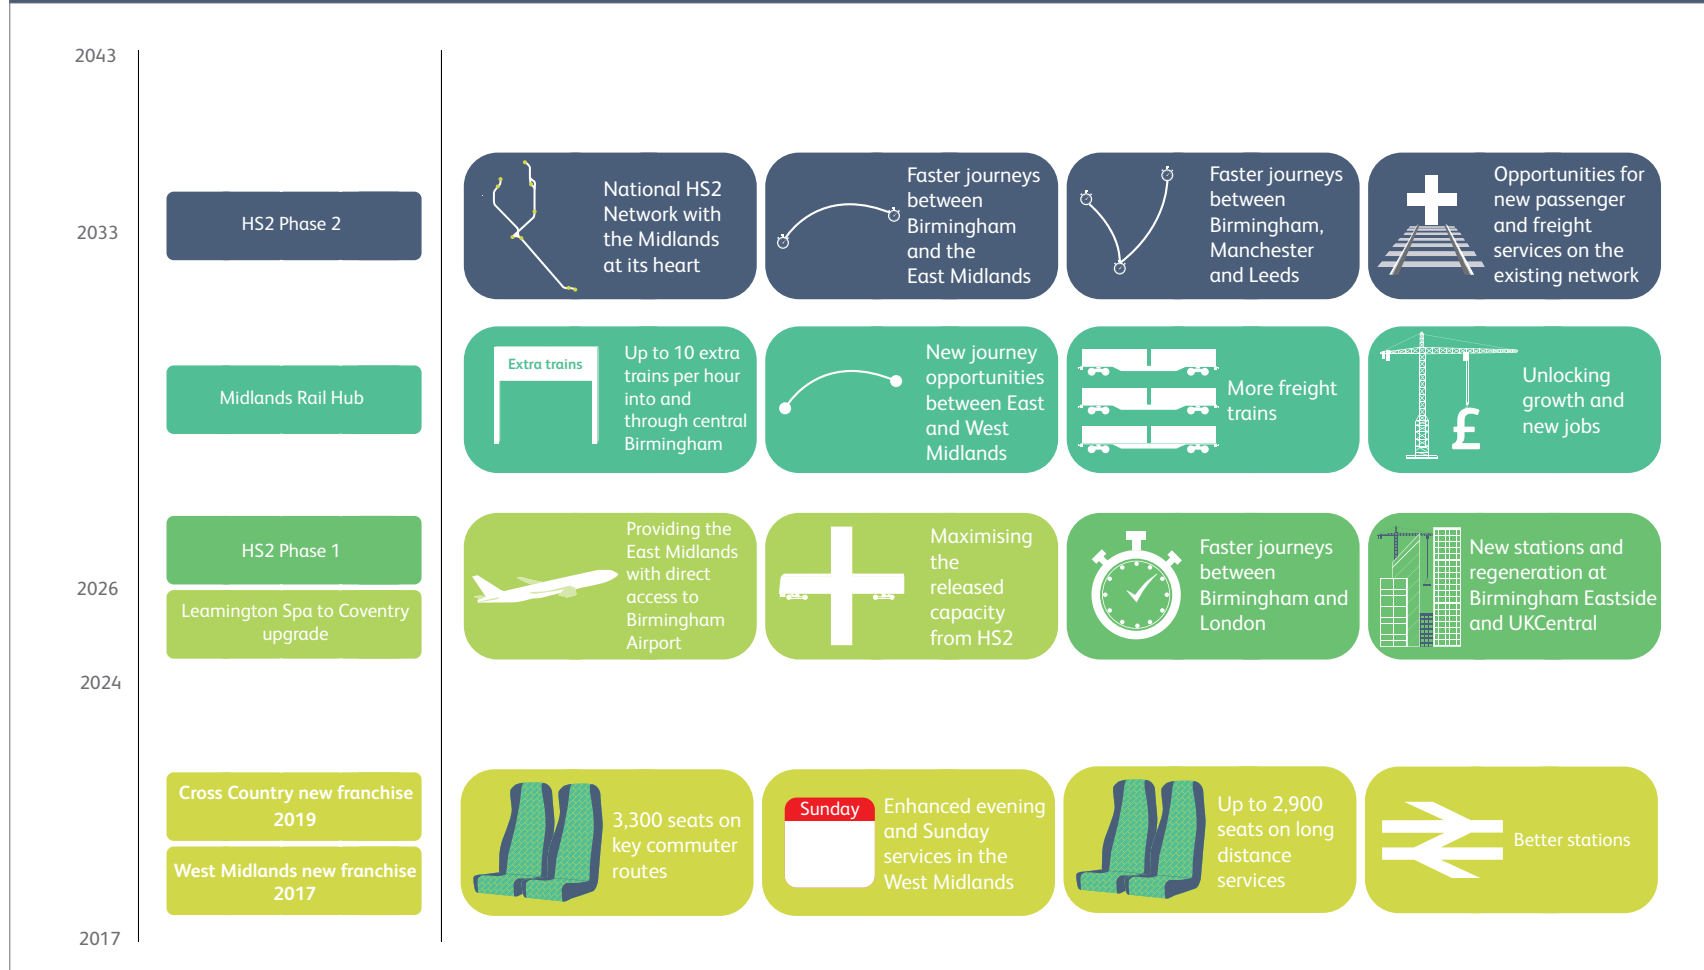 2043
HS2 Phase 2
2033
National HS2
Network with
the Midlands
at its heart
Faster journeys
between
Birmingham
and the
East Midlands
Faster journeys
between
Birmingham,
Manchester
and Leeds
Opportunities for
new passenger
and freight
services on the
existing network
Midlands Rail Hub
Extra trains
Up to 10 extra
trains per hour
into and
through central
Birmingham
New journey
opportunities
between East
and West
Midlands
More freight
trains
£
Unlocking
growth and
new jobs
HS2 Phase 1
2026
Leamington Spa to Coventry
upgrade
Providing the
East Midlands
with direct
access to
Birmingham
Airport
Maximising
the
released
capacity
from HS2
Faster journeys
between
Birmingham and
London
New stations and
regeneration at
Birmingham Eastside
and UKCentral
2024
Cross Country new franchise
2019
West Midlands new franchise
2017
3,300 seats on
key commuter
routes
Sunday
Enhanced evening
and Sunday
services in the
West Midlands
Up to 2,900
seats on long
distance
services
Better stations
2017